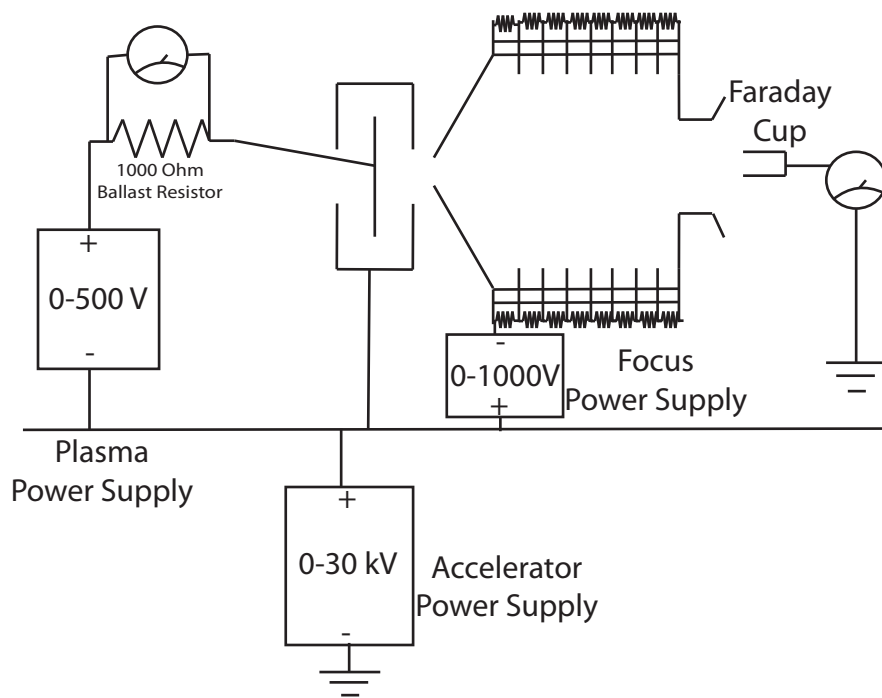 Faraday
Cup
1000 Ohm
Ballast Resistor
+
0-500 V
-
-
0-1000V
+
Focus
Power Supply
Plasma
Power Supply
+
0-30 kV
-
Accelerator
Power Supply